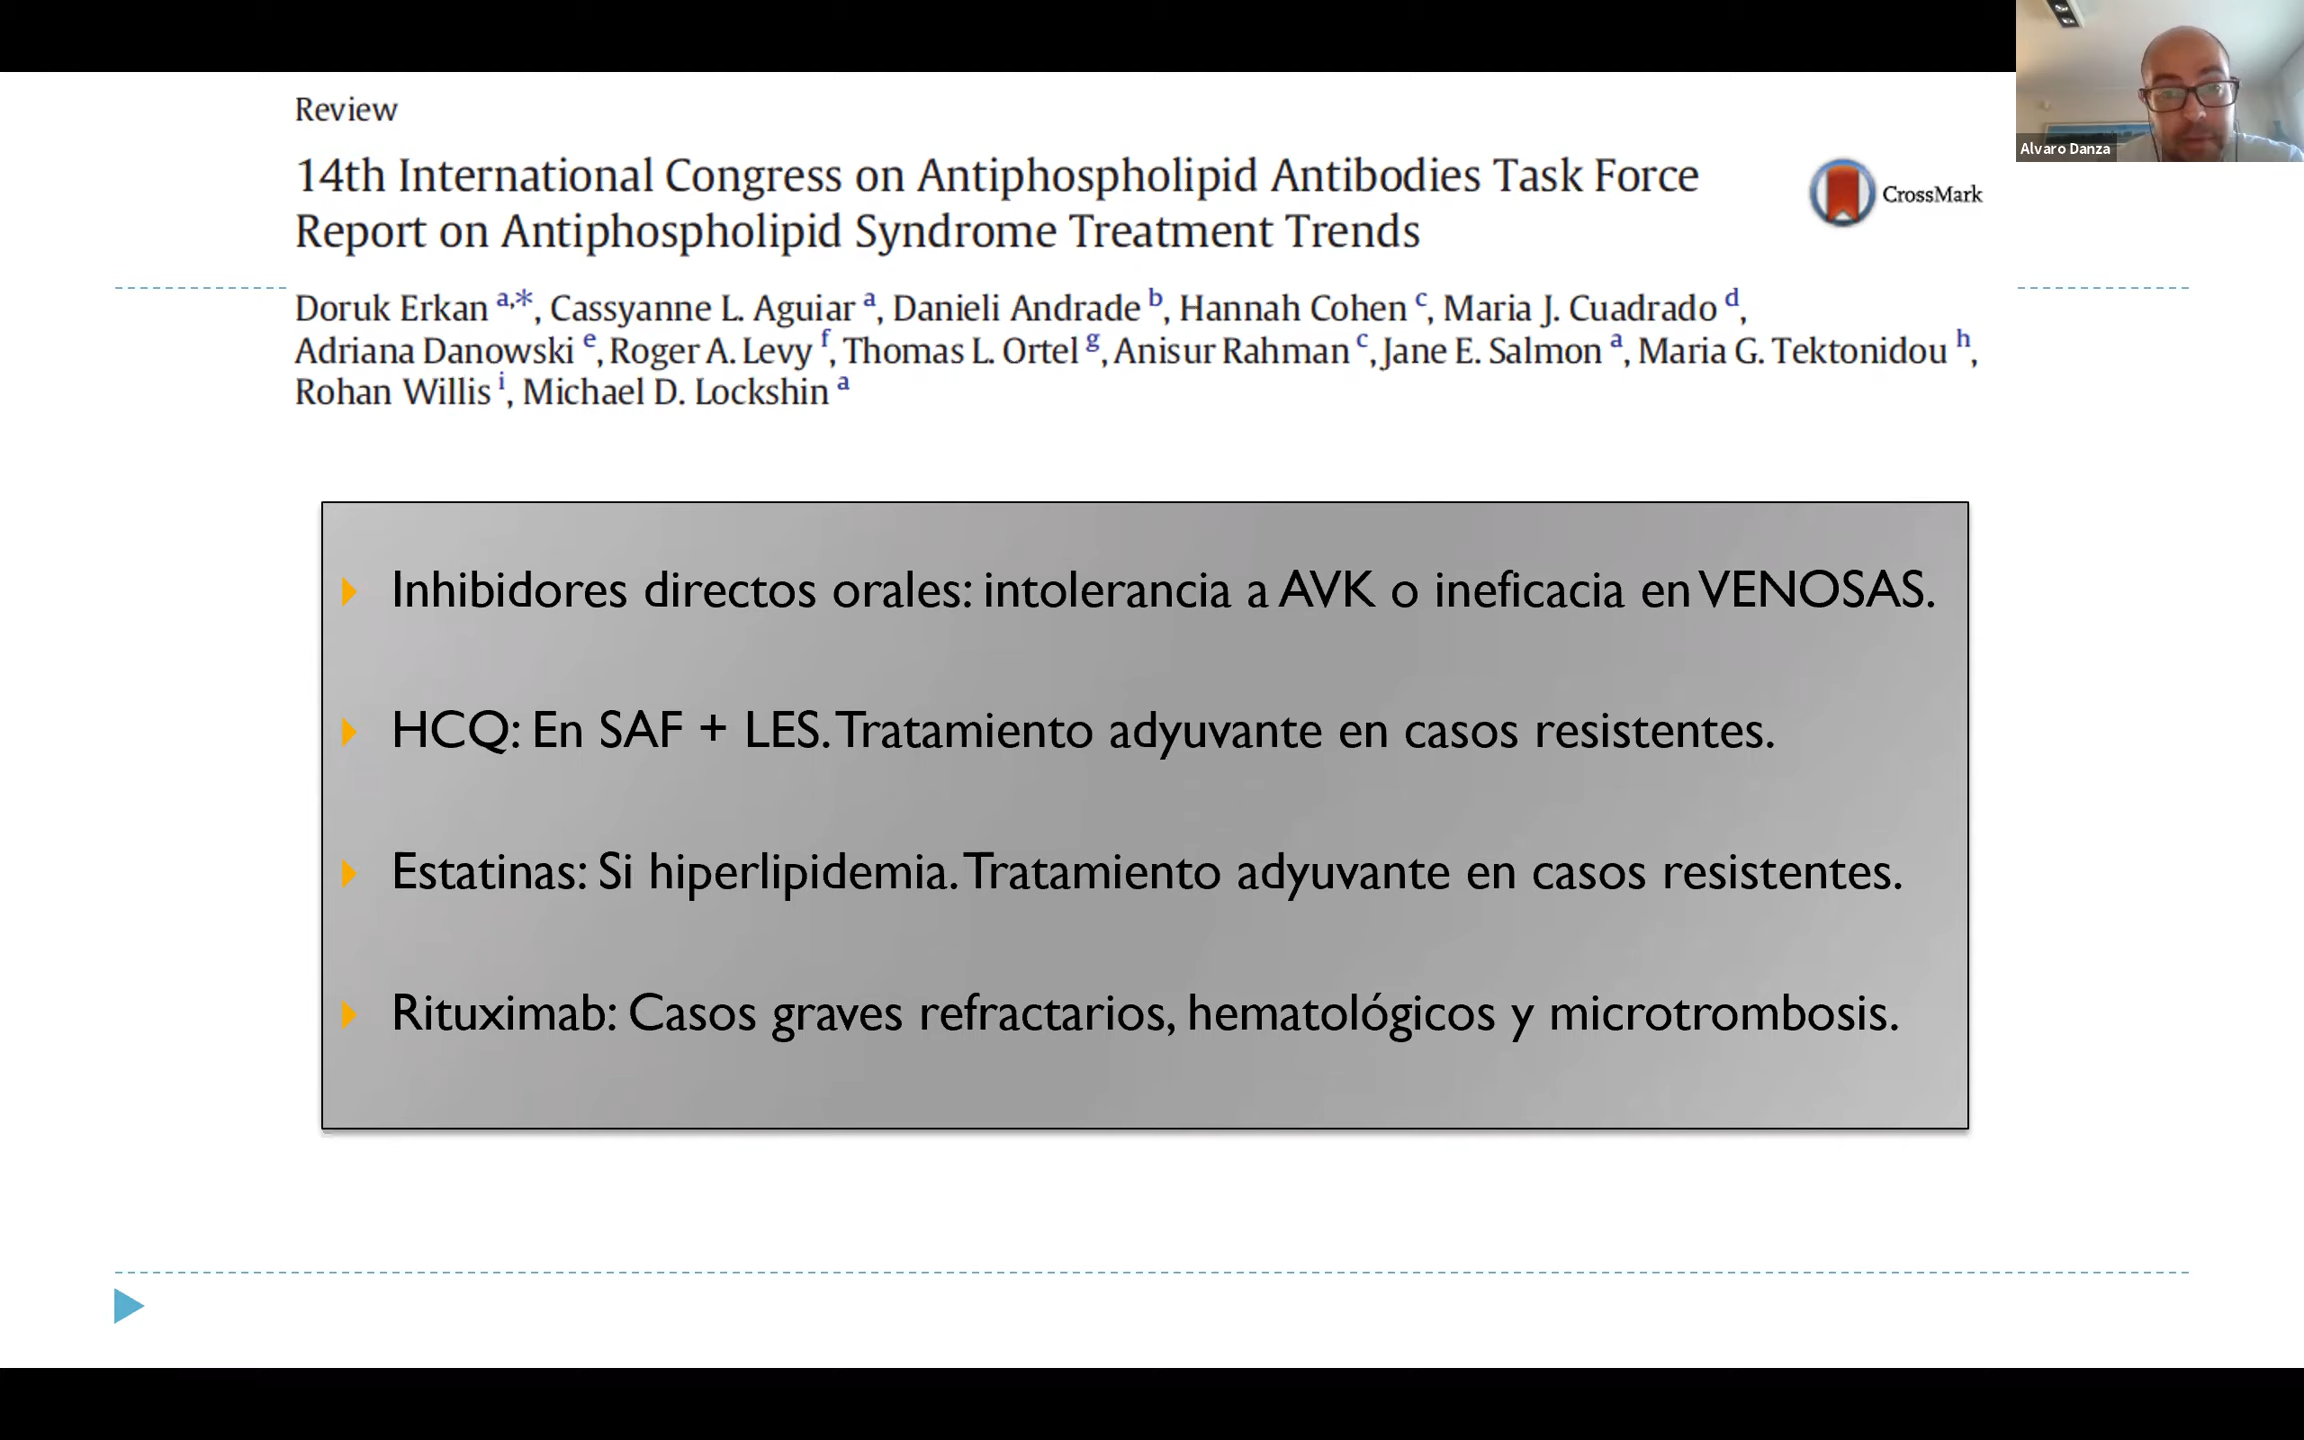 Review
14th International Congress on Antiphospholipid Antibodies Task Force
Report on Antiphospholipid Syndrome Treatment Trends
CrossMark
Doruk Erkan a,*, Cassyanne L. Aguiar a, Danieli Andrade b, Hannah Cohen c, Maria J. Cuadrado d,
Adriana Danowski e, Roger A. Levy f, Thomas L. Ortel g, Anisur Rahman c, Jane E. Salmon a, Maria G. Tektonidou h,
Rohan Willis i, Michael D. Lockshin a
Alvaro Danza
Inhibidores directos orales: intolerancia a AVK o ineficacia en VENOSAS.
HCQ: En SAF + LES. Tratamiento adyuvante en casos resistentes.
Estatinas: Si hiperlipidemia. Tratamiento adyuvante en casos resistentes.
Rituximab: Casos graves refractarios, hematológicos y microtrombosis.